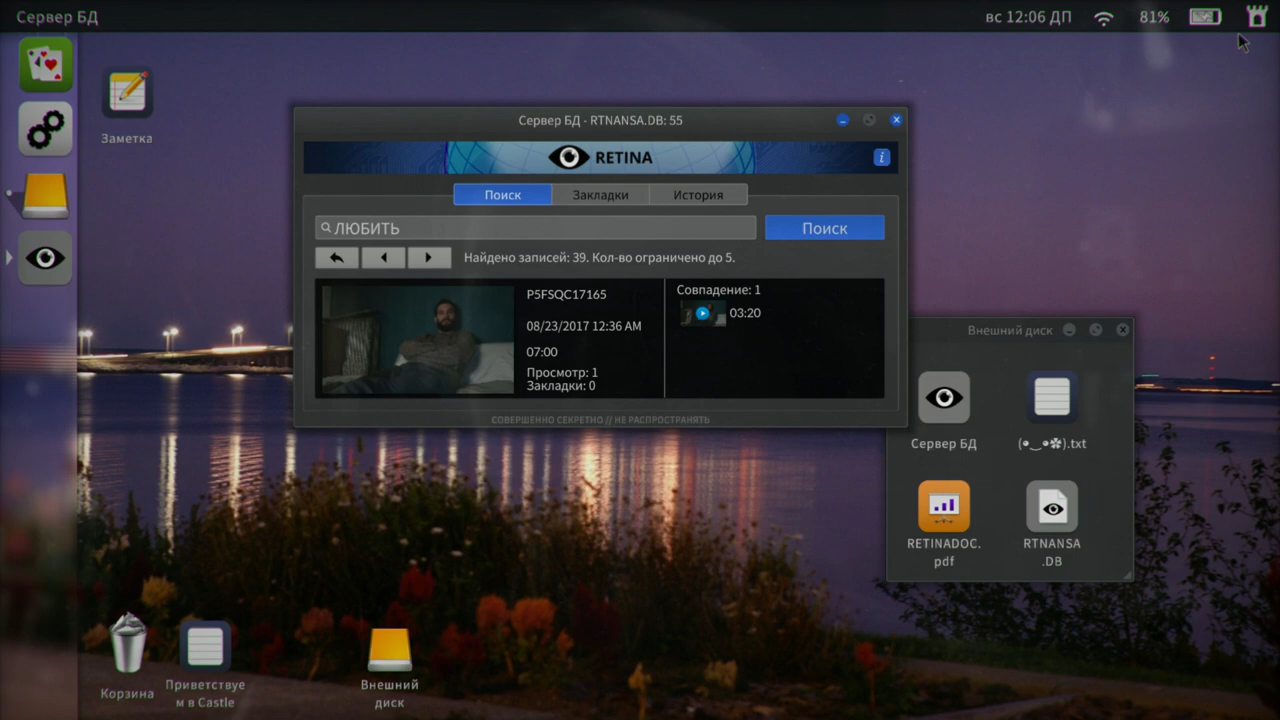 Сервер БД
вс 12:06 ДП
81%
Заметка
Сервер БД - RTNANSA.DB: 55
RETINA
i
Поиск
Закладки
История
ЛЮБИТЬ
Поиск
Найдено записей: 39. Кол-во ограничено до 5.
P5FSQC17165
08/23/2017 12:36 AM
07:00
Просмотр: 1
Закладки: 0
Совпадение: 1
03:20
СОВЕРШЕННО СЕКРЕТНО // НЕ РАСПРОСТРАНЯТЬ
Внешний диск
Сервер БД
(•‿•✿).txt
RETINADOC.
pdf
RTNANSA
.DB
Корзина
Приветствуе
м в Castle
Внешний
диск